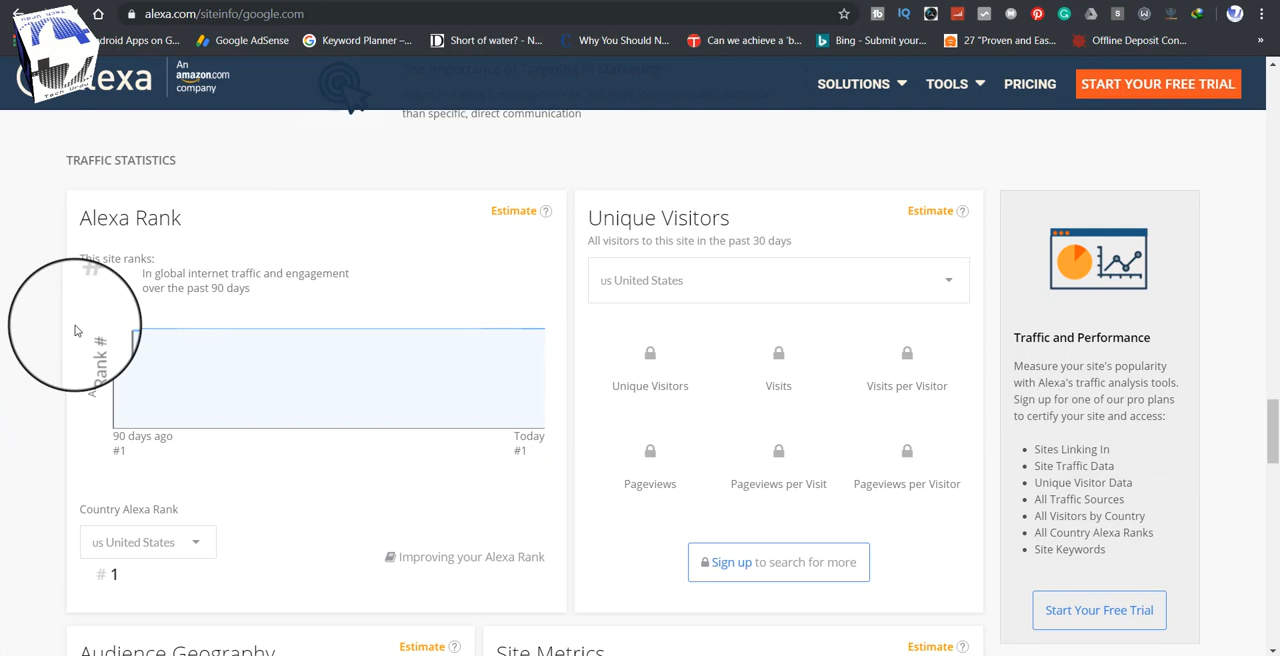 alexa.com/siteinfo/google.com
ndroid Apps on G...
Google AdSense
Keyword Planner –...
Short of water? - N...
Why You Should N...
Can we achieve a 'b...
Bing - Submit your...
27 "Proven and Eas...
Offline Deposit Con...
»
lexa
An
amazon.com
company
SOLUTIONS
TOOLS
PRICING
START YOUR FREE TRIAL
The Importance of Targeting in Marketing
than specific, direct communication
TRAFFIC STATISTICS
Alexa Rank
Estimate ?
This site ranks:
#
In global internet traffic and engagement
over the past 90 days
Rank #
90 days ago
#1
Today
#1
Country Alexa Rank
us United States
# 1
Improving your Alexa Rank
Unique Visitors
Estimate ?
All visitors to this site in the past 30 days
us United States
Unique Visitors
Visits
Visits per Visitor
Pageviews
Pageviews per Visit
Pageviews per Visitor
Sign up to search for more
Traffic and Performance
Measure your site's popularity
with Alexa's traffic analysis tools.
Sign up for one of our pro plans
to certify your site and access:
Sites Linking In
Site Traffic Data
Unique Visitor Data
All Traffic Sources
All Visitors by Country
All Country Alexa Ranks
Site Keywords
Start Your Free Trial
Audience Geography
Estimate ?
Site Metrics
Estimate ?